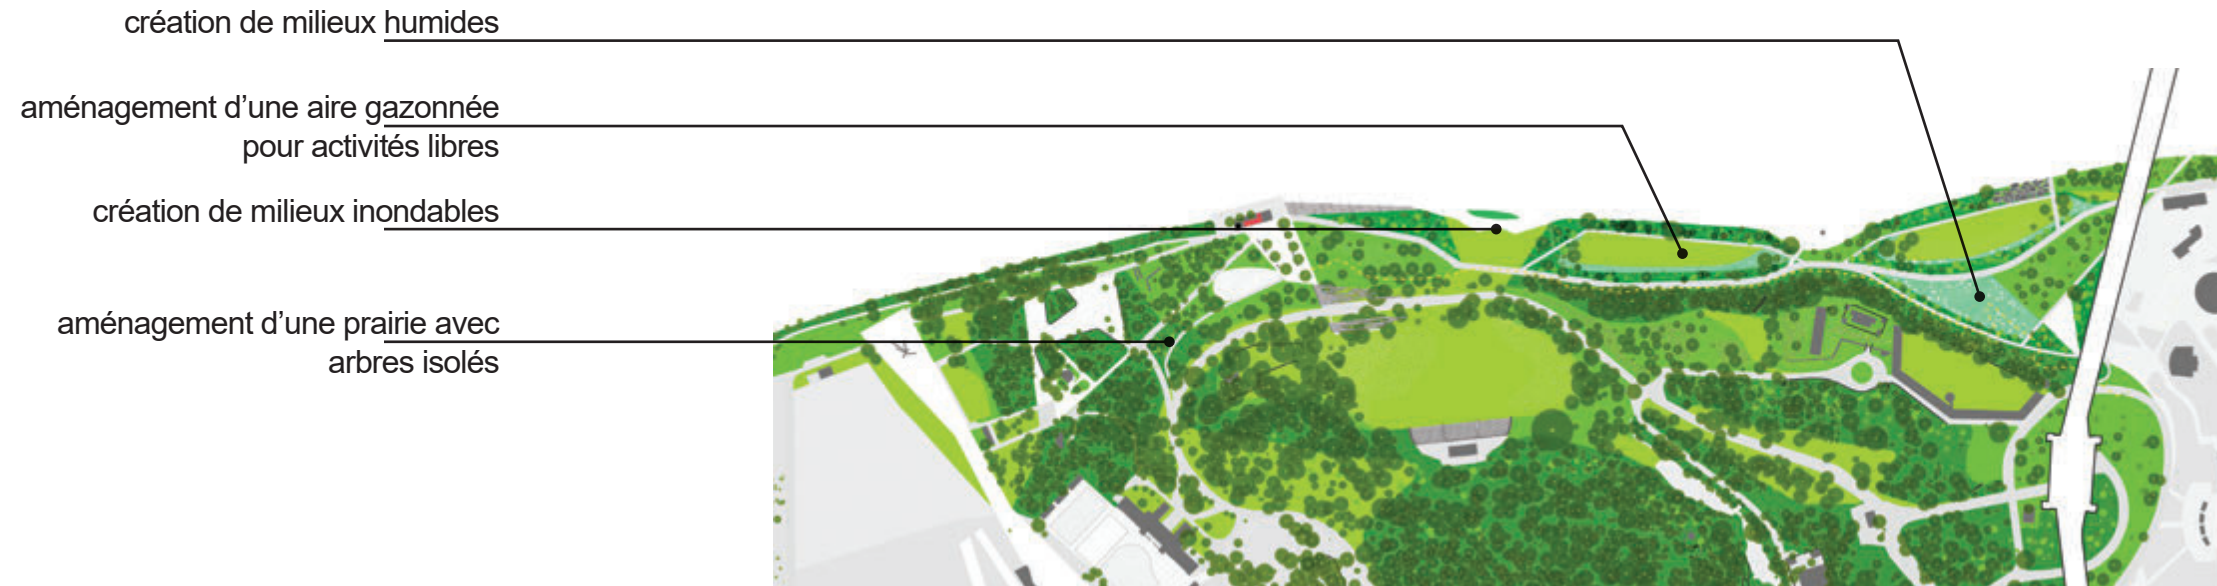 création de milieux humides
aménagement d’une aire gazonnée
pour activités libres
création de milieux inondables
aménagement d’une prairie avec
arbres isolés